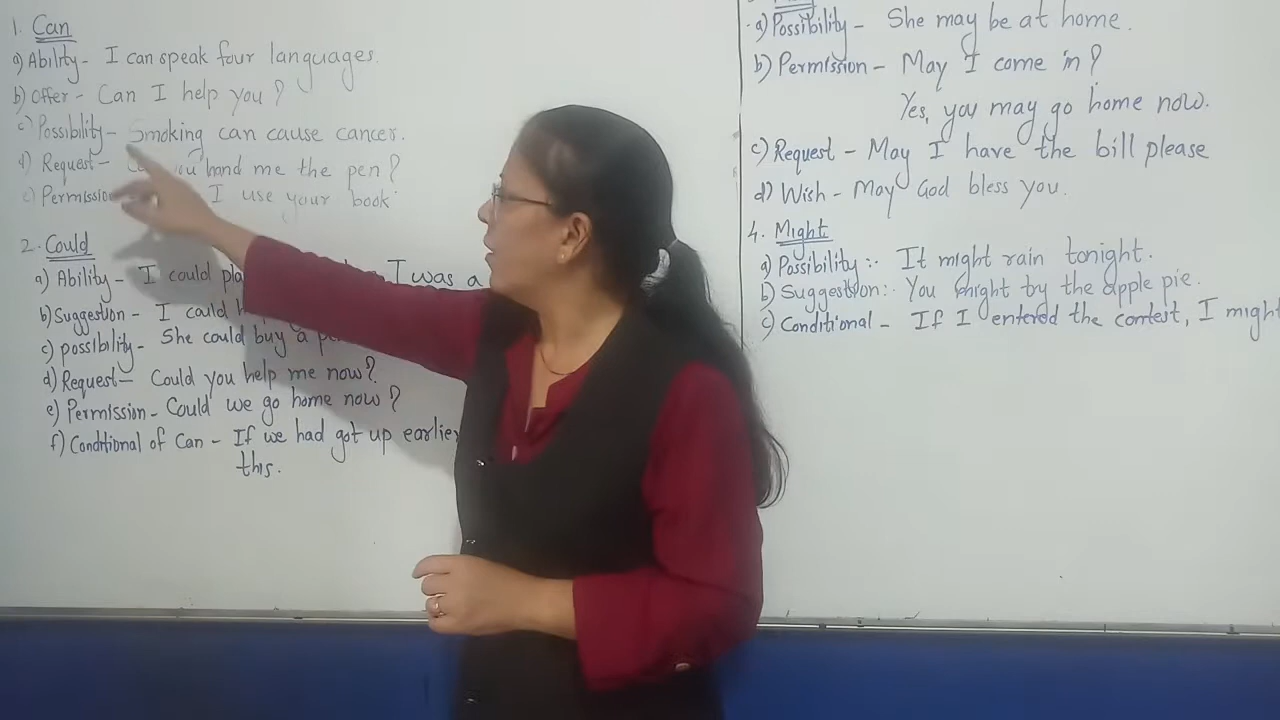 1. Can
a) Ability - I can speak four languages.
b) Offer - Can I help you?
c) Possibility - Smoking can cause cancer.
d) Request - you hand me the pen?
e) Permission I use your book
2. Could
a) Ability - I could I was a
b) Suggestion - I could
c) possibility - She could buy a
d) Request - Could you help me now?
e) Permission - Could we go home now?
f) Conditional of Can - If we had got up earlier
this.
a) Possibility - She may be at home.
b) Permission - May I come in?
Yes, you may go home now.
c) Request - May I have the bill please
d) Wish - May God bless you.
4. Might
a) Possibility :- It might rain tonight.
b) Suggestion:- You might try the apple pie.
c) Conditional - If I entered the contest, I might